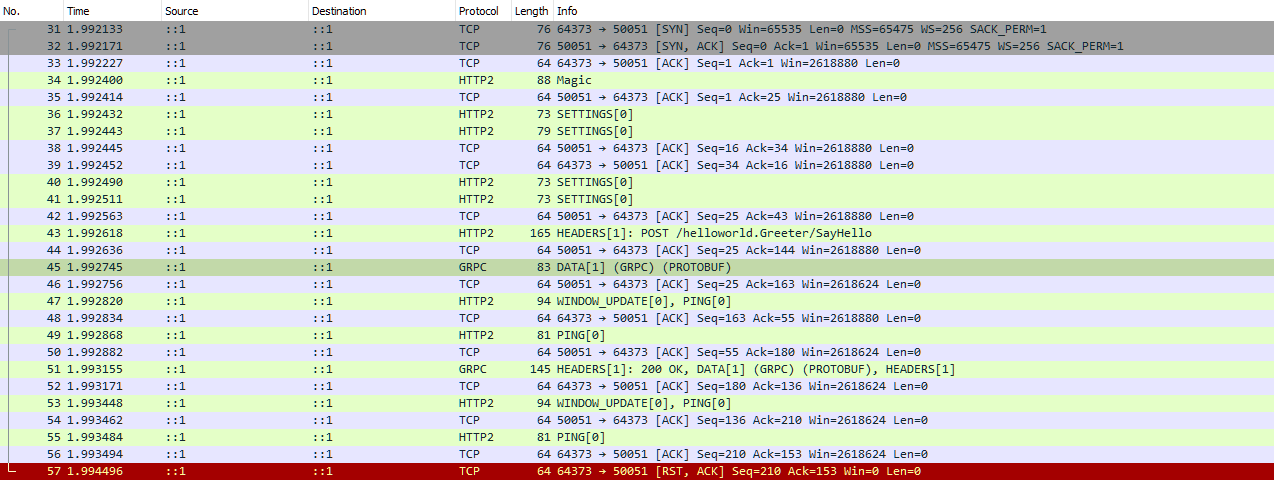 No. Time Source Destination Protocol Length Info
31 1.992133 ::1 ::1 TCP 76 64373 → 50051 [SYN] Seq=0 Win=65535 Len=0 MSS=65475 WS=256 SACK_PERM=1
32 1.992171 ::1 ::1 TCP 76 50051 → 64373 [SYN, ACK] Seq=0 Ack=1 Win=65535 Len=0 MSS=65475 WS=256 SACK_PERM=1
33 1.992227 ::1 ::1 TCP 64 64373 → 50051 [ACK] Seq=1 Ack=1 Win=2618880 Len=0
34 1.992400 ::1 ::1 HTTP2 88 Magic
35 1.992414 ::1 ::1 TCP 64 50051 → 64373 [ACK] Seq=1 Ack=25 Win=2618880 Len=0
36 1.992432 ::1 ::1 HTTP2 73 SETTINGS[0]
37 1.992443 ::1 ::1 HTTP2 79 SETTINGS[0]
38 1.992445 ::1 ::1 TCP 64 50051 → 64373 [ACK] Seq=16 Ack=34 Win=2618880 Len=0
39 1.992452 ::1 ::1 TCP 64 64373 → 50051 [ACK] Seq=34 Ack=16 Win=2618880 Len=0
40 1.992490 ::1 ::1 HTTP2 73 SETTINGS[0]
41 1.992511 ::1 ::1 HTTP2 73 SETTINGS[0]
42 1.992563 ::1 ::1 TCP 64 50051 → 64373 [ACK] Seq=25 Ack=43 Win=2618880 Len=0
43 1.992618 ::1 ::1 HTTP2 165 HEADERS[1]: POST /helloworld.Greeter/SayHello
44 1.992636 ::1 ::1 TCP 64 50051 → 64373 [ACK] Seq=25 Ack=144 Win=2618880 Len=0
45 1.992745 ::1 ::1 GRPC 83 DATA[1] (GRPC) (PROTOBUF)
46 1.992756 ::1 ::1 TCP 64 50051 → 64373 [ACK] Seq=25 Ack=163 Win=2618624 Len=0
47 1.992820 ::1 ::1 HTTP2 94 WINDOW_UPDATE[0], PING[0]
48 1.992834 ::1 ::1 TCP 64 64373 → 50051 [ACK] Seq=163 Ack=55 Win=2618880 Len=0
49 1.992868 ::1 ::1 HTTP2 81 PING[0]
50 1.992882 ::1 ::1 TCP 64 50051 → 64373 [ACK] Seq=55 Ack=180 Win=2618624 Len=0
51 1.993155 ::1 ::1 GRPC 145 HEADERS[1]: 200 OK, DATA[1] (GRPC) (PROTOBUF), HEADERS[1]
52 1.993171 ::1 ::1 TCP 64 64373 → 50051 [ACK] Seq=180 Ack=136 Win=2618624 Len=0
53 1.993448 ::1 ::1 HTTP2 94 WINDOW_UPDATE[0], PING[0]
54 1.993462 ::1 ::1 TCP 64 50051 → 64373 [ACK] Seq=136 Ack=210 Win=2618624 Len=0
55 1.993484 ::1 ::1 HTTP2 81 PING[0]
56 1.993494 ::1 ::1 TCP 64 64373 → 50051 [ACK] Seq=210 Ack=153 Win=2618624 Len=0
57 1.994496 ::1 ::1 TCP 64 64373 → 50051 [RST, ACK] Seq=210 Ack=153 Win=0 Len=0